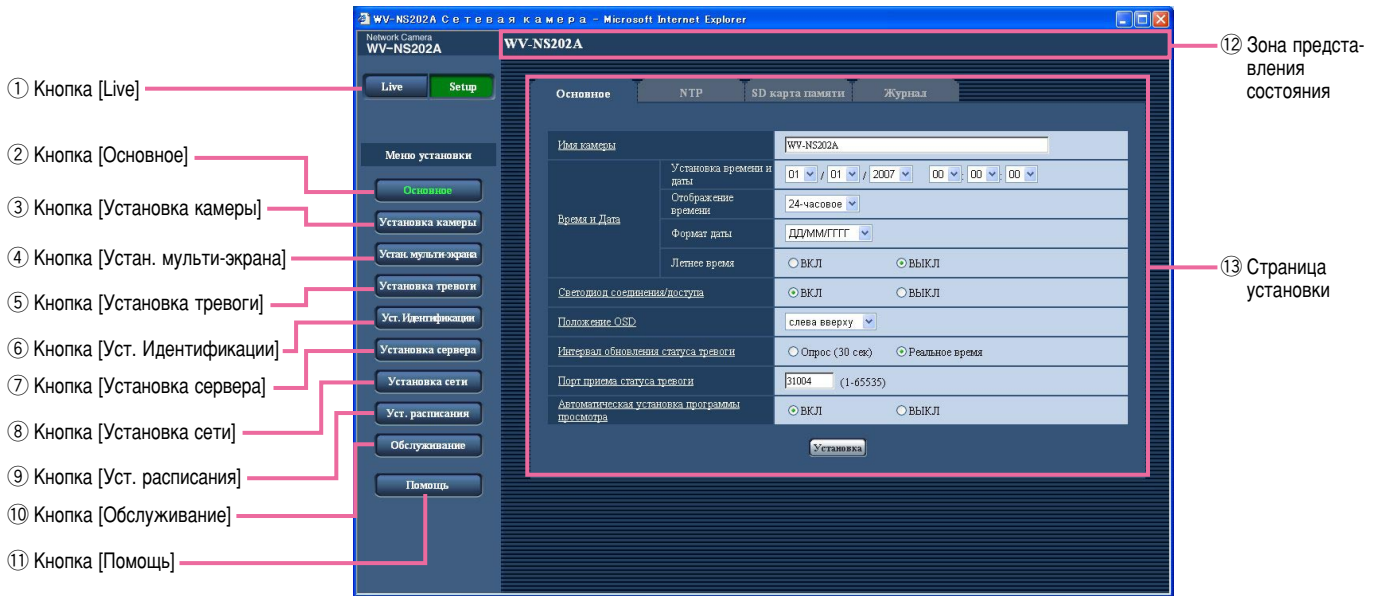 WV-NS202A Сетевая камера - Microsoft Internet Explorer
Network Camera
WV-NS202A
WV-NS202A
Live
Setup
Меню установки
Основное
Установка камеры
Устан. мульти-экрана
Установка тревоги
Уст. Идентификации
Установка сервера
Установка сети
Уст. расписания
Обслуживание
Помощь
Основное
NTP
SD карта памяти
Журнал
Имя камеры
WV-NS202A
Время и Дата
Установка времени и
даты
01 / 01 / 2007 00 : 00 : 00
Отображение
времени
24-часовое
Формат даты
ДД/ММ/ГГГГ
Летнее время
ВКЛ
ВЫКЛ
Светодиод соединения/доступа
ВКЛ
ВЫКЛ
Положение OSD
слева вверху
Интервал обновления статуса тревоги
Опрос (30 сек)
Реальное время
Порт приема статуса тревоги
31004 (1-65535)
Автоматическая установка программы
просмотра
ВКЛ
ВЫКЛ
Установка
① Кнопка [Live]
② Кнопка [Основное]
③ Кнопка [Установка камеры]
④ Кнопка [Устан. мульти-экрана]
⑤ Кнопка [Установка тревоги]
⑥ Кнопка [Уст. Идентификации]
⑦ Кнопка [Установка сервера]
⑧ Кнопка [Установка сети]
⑨ Кнопка [Уст. расписания]
⑩ Кнопка [Обслуживание]
⑪ Кнопка [Помощь]
⑫ Зона предста-
вления
состояния
⑬ Страница
установки